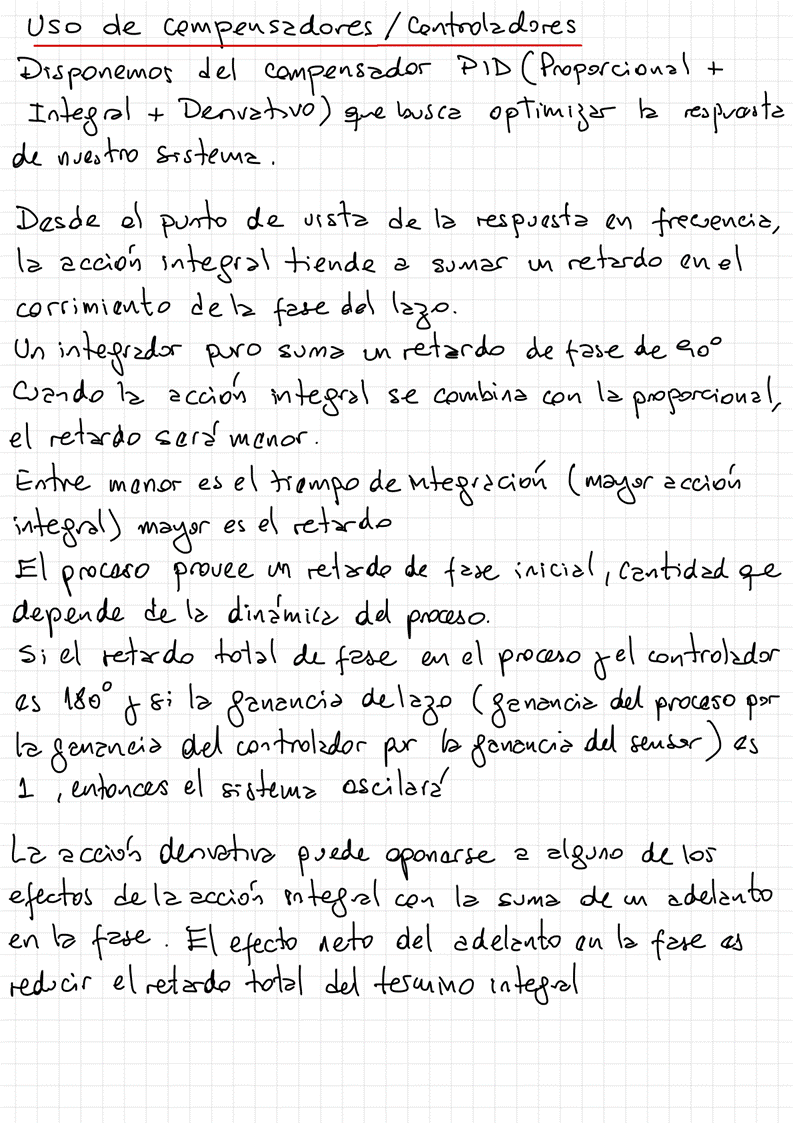 Uso de compensadores / Controladores
Disponemos del compensador PID (Proporcional +
Integral + Derivativo) que busca optimizar la respuesta
de nuestro sistema.
Desde el punto de vista de la respuesta en frecuencia,
la acción integral tiende a sumar un retardo en el
corrimiento de la fase del lazo.
Un integrador puro suma un retardo de fase de 90°
Cuando la acción integral se combina con la proporcional,
el retardo será menor.
Entre menor es el tiempo de integración (mayor acción
integral) mayor es el retardo
El proceso provee un retardo de fase inicial, cantidad que
depende de la dinámica del proceso.
Si el retardo total de fase en el proceso y el controlador
es 180° y si la ganancia de lazo (ganancia del proceso por
la ganancia del controlador por la ganancia del sensor) es
1, entonces el sistema oscilará
La acción derivativa puede oponerse a alguno de los
efectos de la acción integral con la suma de un adelanto
en la fase. El efecto neto del adelanto en la fase es
reducir el retardo total del termino integral